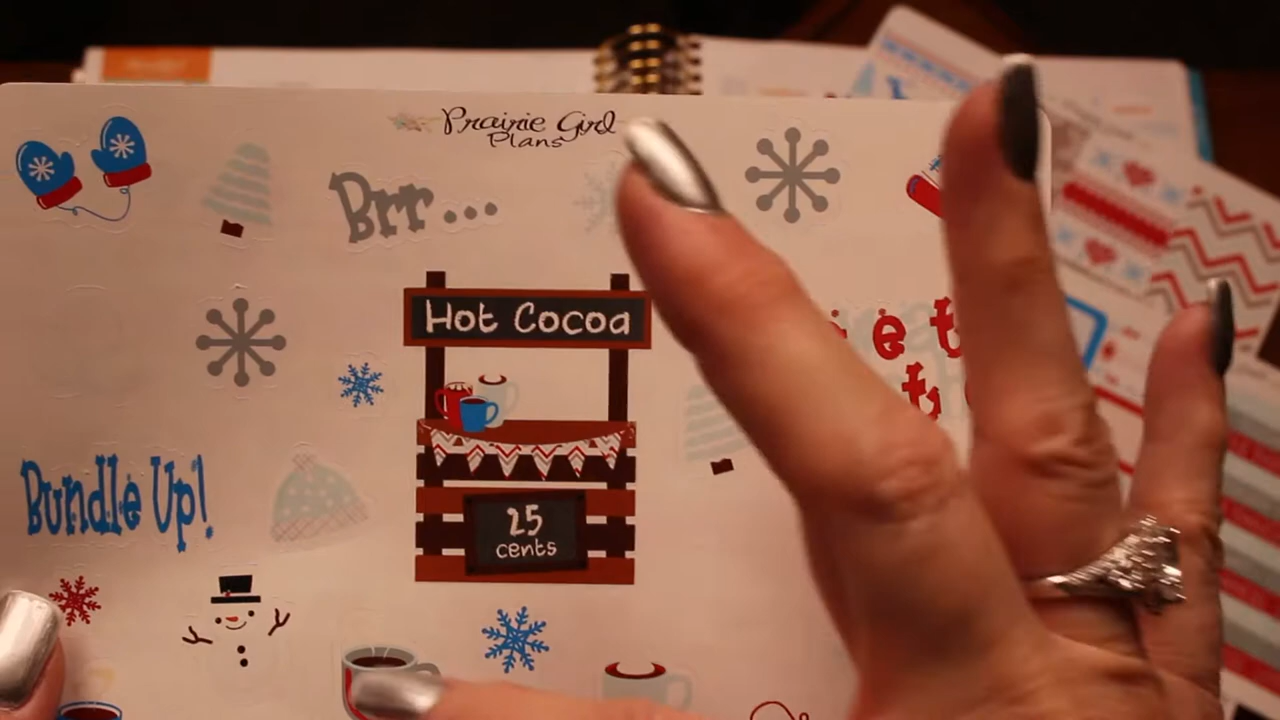 Prairie Girl
Plans
Brr...
Hot Cocoa
Bundle Up!
25
cents